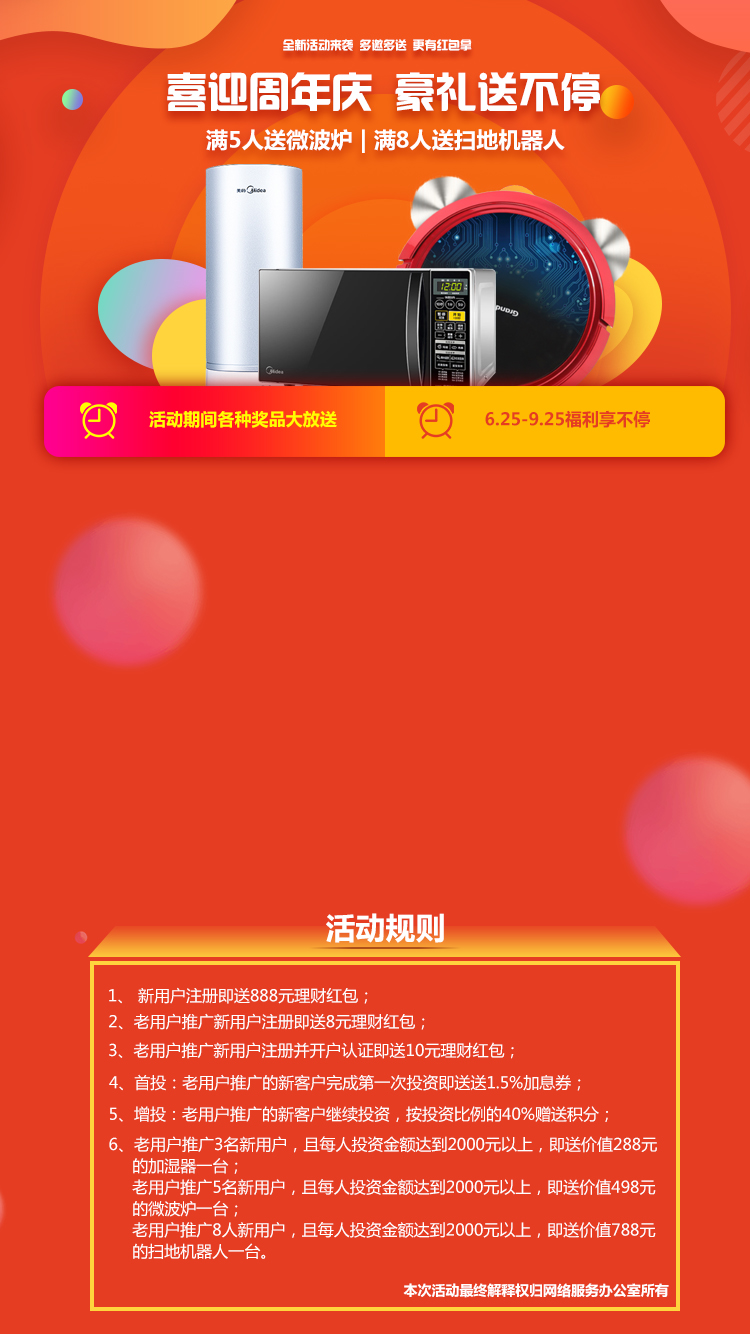 全新活动来袭 多邀多送 更有红包拿
喜迎周年庆 豪礼送不停
满5人送微波炉 | 满8人送扫地机器人
美的 Midea
12:00
Grand
Midea
活动期间各种奖品大放送
6.25-9.25福利享不停
活动规则
1、 新用户注册即送888元理财红包；
2、老用户推广新用户注册即送8元理财红包；
3、老用户推广新用户注册并开户认证即送10元理财红包；
4、首投：老用户推广的新客户完成第一次投资即送送1.5%加息券；
5、增投：老用户推广的新客户继续投资，按投资比例的40%赠送积分；
6、老用户推广3名新用户，且每人投资金额达到2000元以上，即送价值288元
的加湿器一台；
老用户推广5名新用户，且每人投资金额达到2000元以上，即送价值498元
的微波炉一台；
老用户推广8人新用户，且每人投资金额达到2000元以上，即送价值788元
的扫地机器人一台。
本次活动最终解释权归网络服务办公室所有